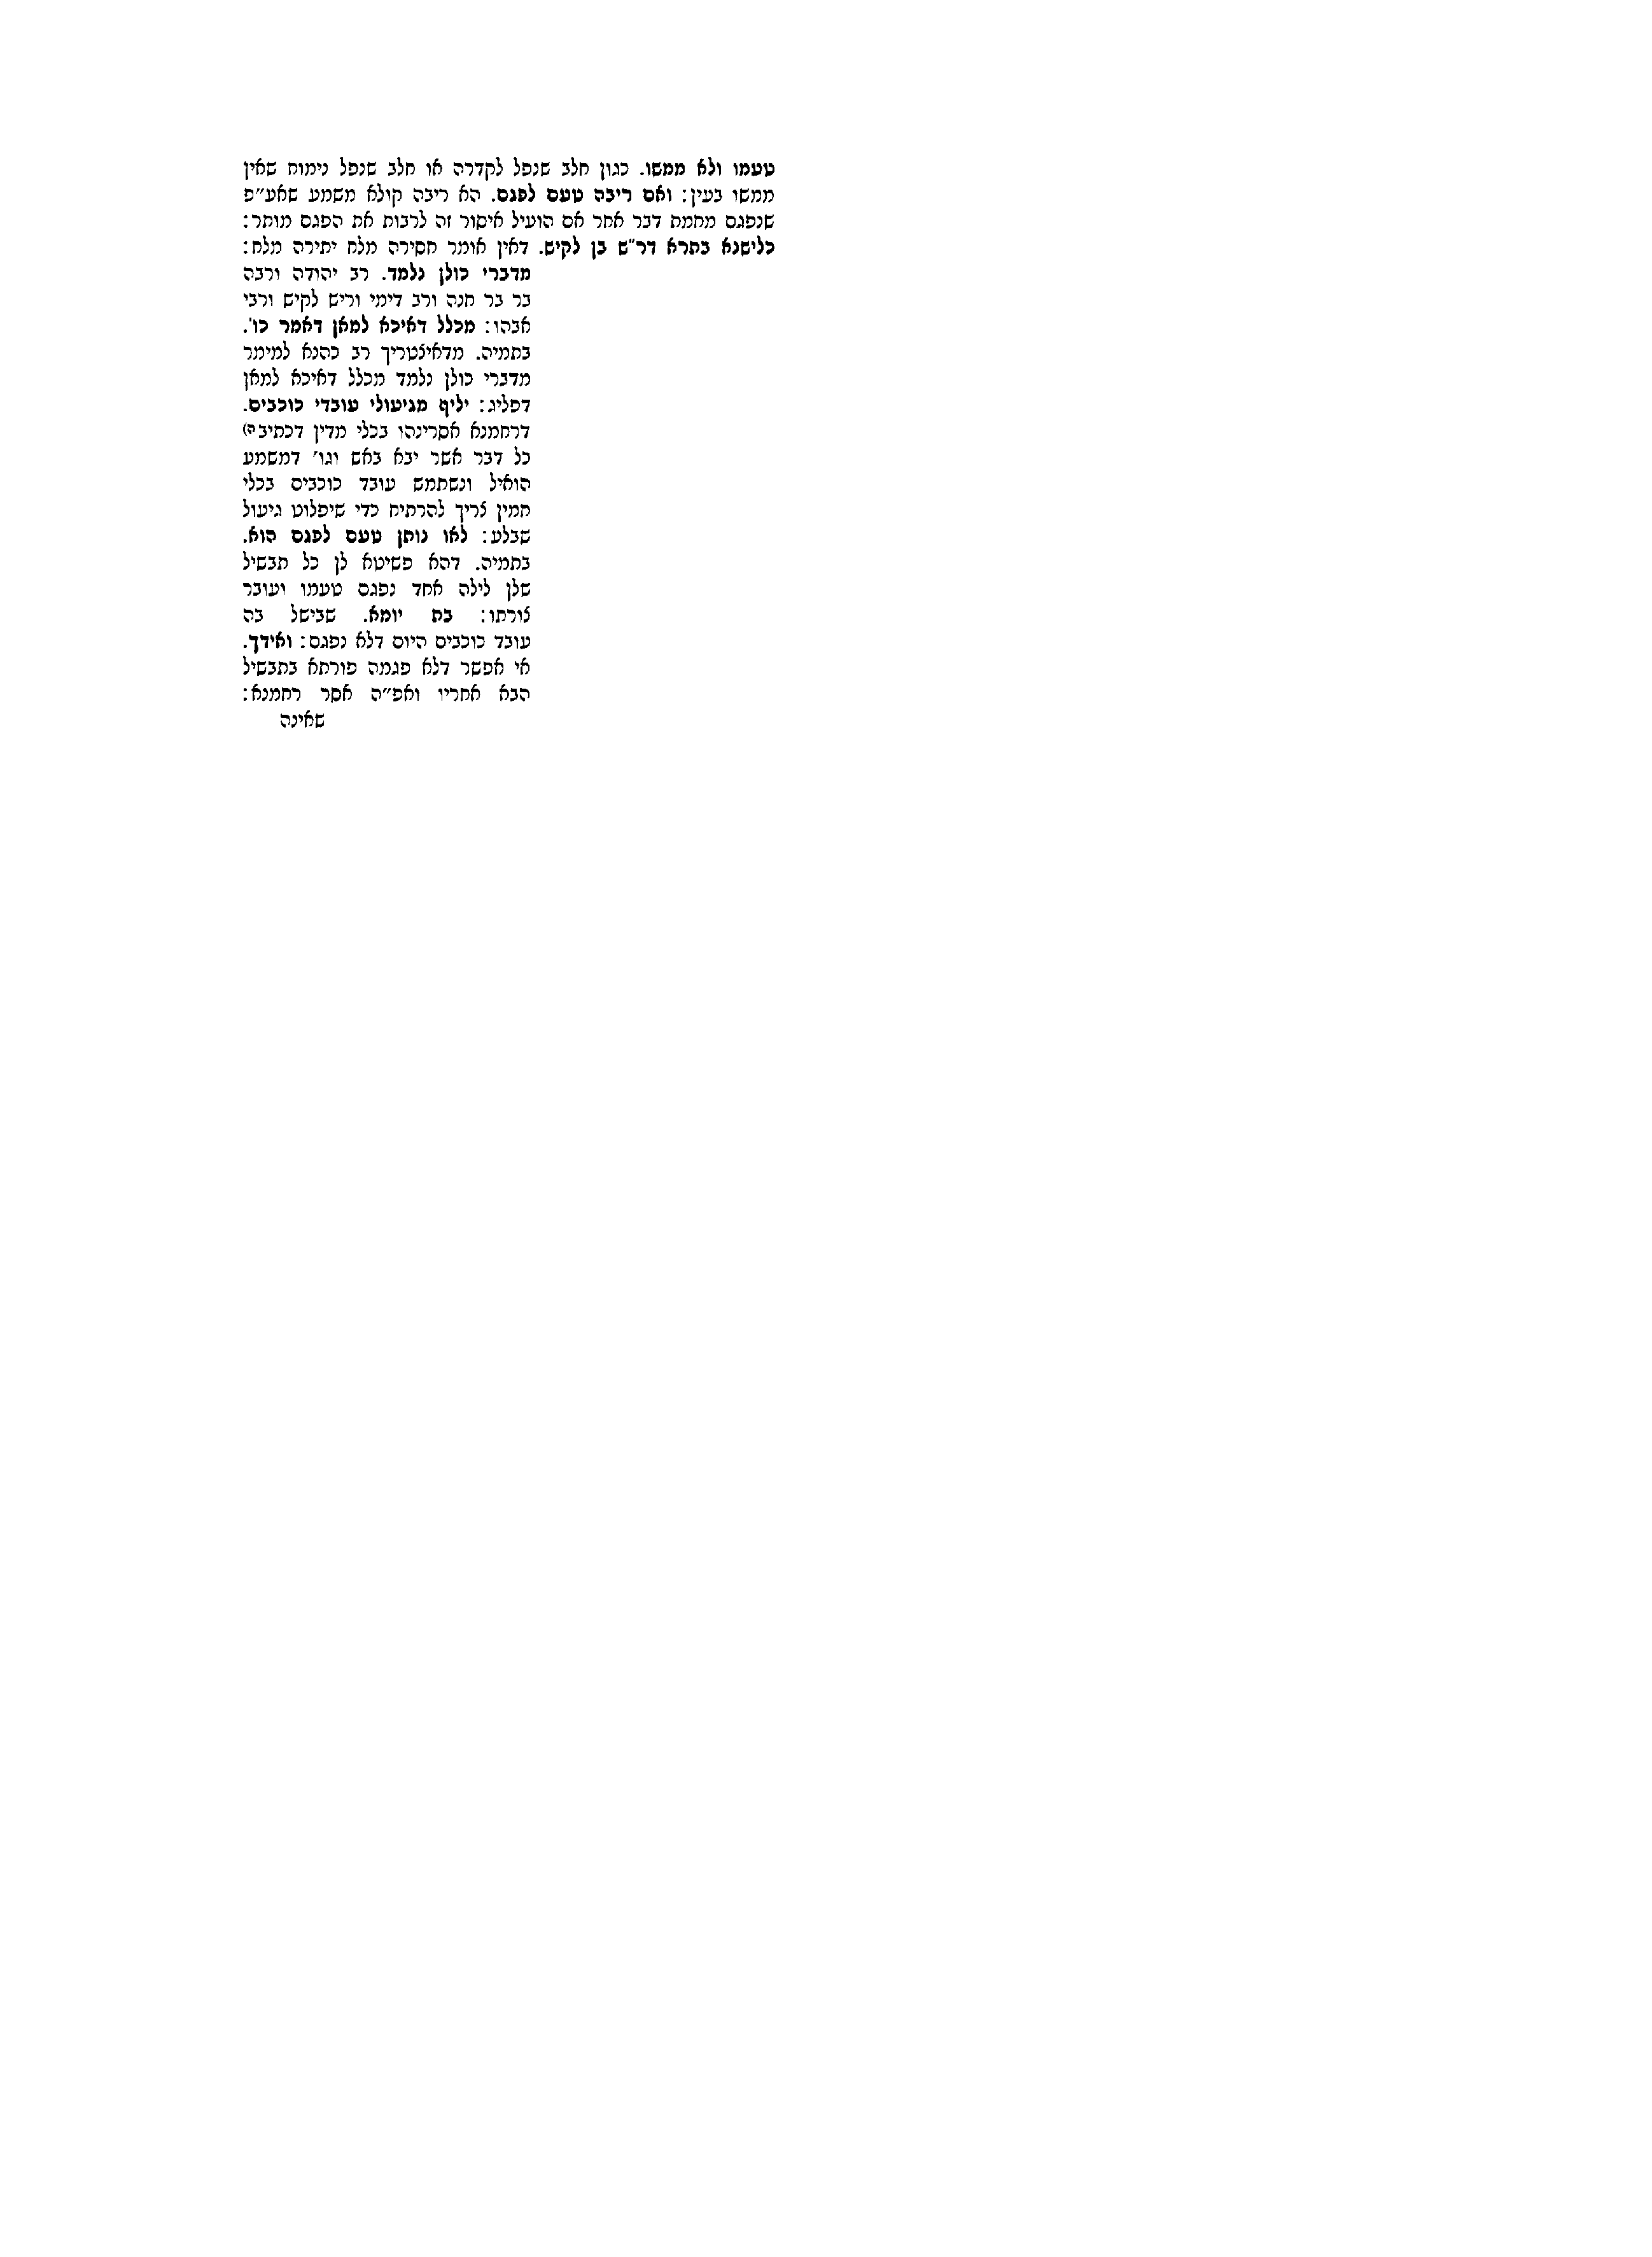 טעמו ולא ממשו. כגון חלב שנפל לקדרה או חלב שנפל נימוח שאין
ממשו בעין: ואם ריבה טעם לפגם. הא ריבה קולא משמע שאע״פ
שנפגם מחמת דבר אחר אם הועיל איסור זה לרבות את הפגם מותר:
כלישנא בתרא דר״ש בן לקיש. דאין אומר חסירה מלח יתירה מלח:
מדברי כולן נלמד. רב יהודה ורבה
בר בר חנה ורב דימי וריש לקיש ורבי
אבהו: מכלל דאיכא למאן דאמר כו'.
בתמיה. מדאיצטריך רב כהנא למימר
מדברי כולן נלמד מכלל דאיכא למאן
דפליג: יליף מגיעולי עובדי כוכבים.
דרחמנא אסרינהו בכלי מדין דכתיב ה)
כל דבר אשר יבא באש וגו' דמשמע
הואיל ונשתמש עובד כוכבים בכלי
חמין צריך להרתיח כדי שיפלוט גיעול
שבלע: לאו נותן טעם לפגם הוא.
בתמיה. דהא פשיטא לן כל תבשיל
שלן לילה אחד נפגם טעמו ועובר
צורתו: בת יומא. שבישל בה
עובד כוכבים היום דלא נפגם: ואידך.
אי אפשר דלא פגמה פורתא בתבשיל
הבא אחריו ואפ״ה אסר רחמנא:
שאינה